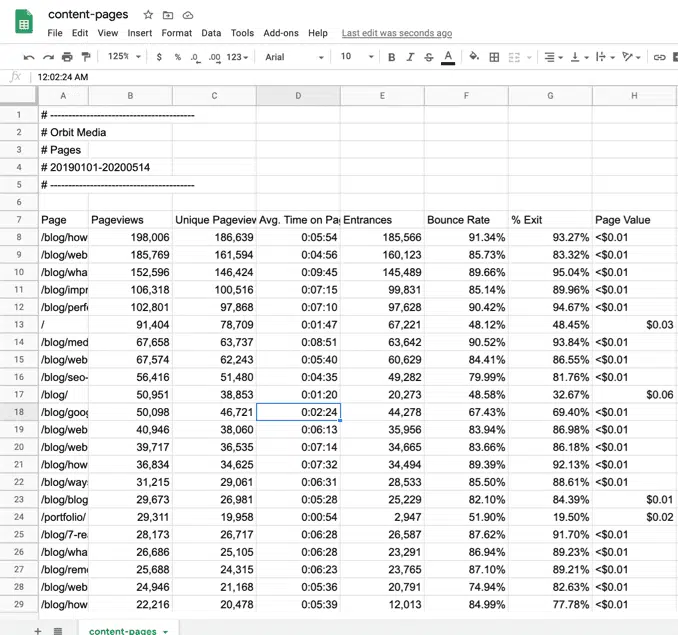 content-pages
File Edit View Insert Format Data Tools Add-ons Help Last edit was seconds ago
125% $ % .0 .00 123 Arial 10 B I S A
fx 12:02:24 AM
A B C D E F G H
1 # ----------------------------------------
2 # Orbit Media
3 # Pages
4 # 20190101-20200514
5 # ----------------------------------------
6
7 Page Pageviews Unique Pageview Avg. Time on Pa Entrances Bounce Rate % Exit Page Value
8 /blog/how 198,006 186,639 0:05:54 185,566 91.34% 93.27% <$0.01
9 /blog/web 185,769 161,594 0:04:56 160,123 85.73% 83.32% <$0.01
10 /blog/wha 152,596 146,424 0:09:45 145,489 89.66% 95.04% <$0.01
11 /blog/impr 106,318 100,516 0:07:15 99,831 85.14% 89.96% <$0.01
12 /blog/perf 102,801 97,868 0:07:10 97,628 90.42% 94.67% <$0.01
13 / 91,404 78,709 0:01:47 67,221 48.12% 48.45% $0.03
14 /blog/med 67,658 63,737 0:08:51 63,642 90.52% 93.84% <$0.01
15 /blog/web 67,574 62,243 0:05:40 60,629 84.41% 86.55% <$0.01
16 /blog/seo- 56,416 51,480 0:04:35 49,282 79.99% 81.76% <$0.01
17 /blog/ 50,951 38,853 0:01:20 20,273 48.58% 32.67% $0.06
18 /blog/goog 50,098 46,721 0:02:24 44,278 67.43% 69.40% <$0.01
19 /blog/web 40,946 38,060 0:06:13 35,956 83.94% 86.98% <$0.01
20 /blog/web 39,717 36,535 0:07:14 34,665 83.66% 86.18% <$0.01
21 /blog/how 36,834 34,625 0:07:32 34,494 89.39% 92.13% <$0.01
22 /blog/way 31,215 29,061 0:06:31 28,533 85.50% 88.61% <$0.01
23 /blog/blog 29,673 26,981 0:05:28 25,229 82.10% 84.39% $0.01
24 /portfolio/ 29,311 19,958 0:00:54 2,947 51.90% 19.50% $0.02
25 /blog/7-re 28,173 26,717 0:06:28 26,587 87.62% 91.70% <$0.01
26 /blog/wha 26,686 25,105 0:06:28 23,291 86.94% 89.23% <$0.01
27 /blog/rem 25,688 24,315 0:06:23 23,765 87.10% 89.21% <$0.01
28 /blog/web 24,946 21,168 0:05:36 20,791 74.94% 82.63% <$0.01
29 /blog/how 22,216 20,478 0:05:39 12,013 84.99% 77.78% <$0.01
content-pages